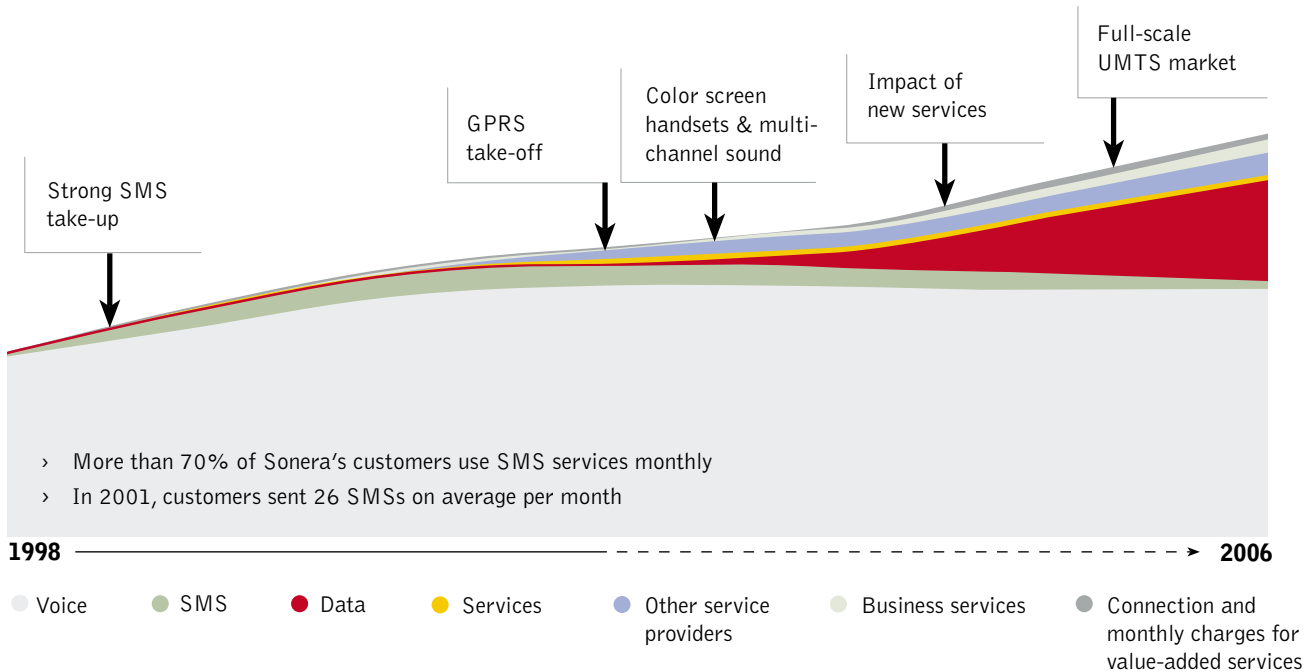 Strong SMS
take-up
GPRS
take-off
Color screen
handsets & multi-
channel sound
Impact of
new services
Full-scale
UMTS market
› More than 70% of Sonera’s customers use SMS services monthly
› In 2001, customers sent 26 SMSs on average per month
1998
2006
Voice
SMS
Data
Services
Other service
providers
Business services
Connection and
monthly charges for
value-added services